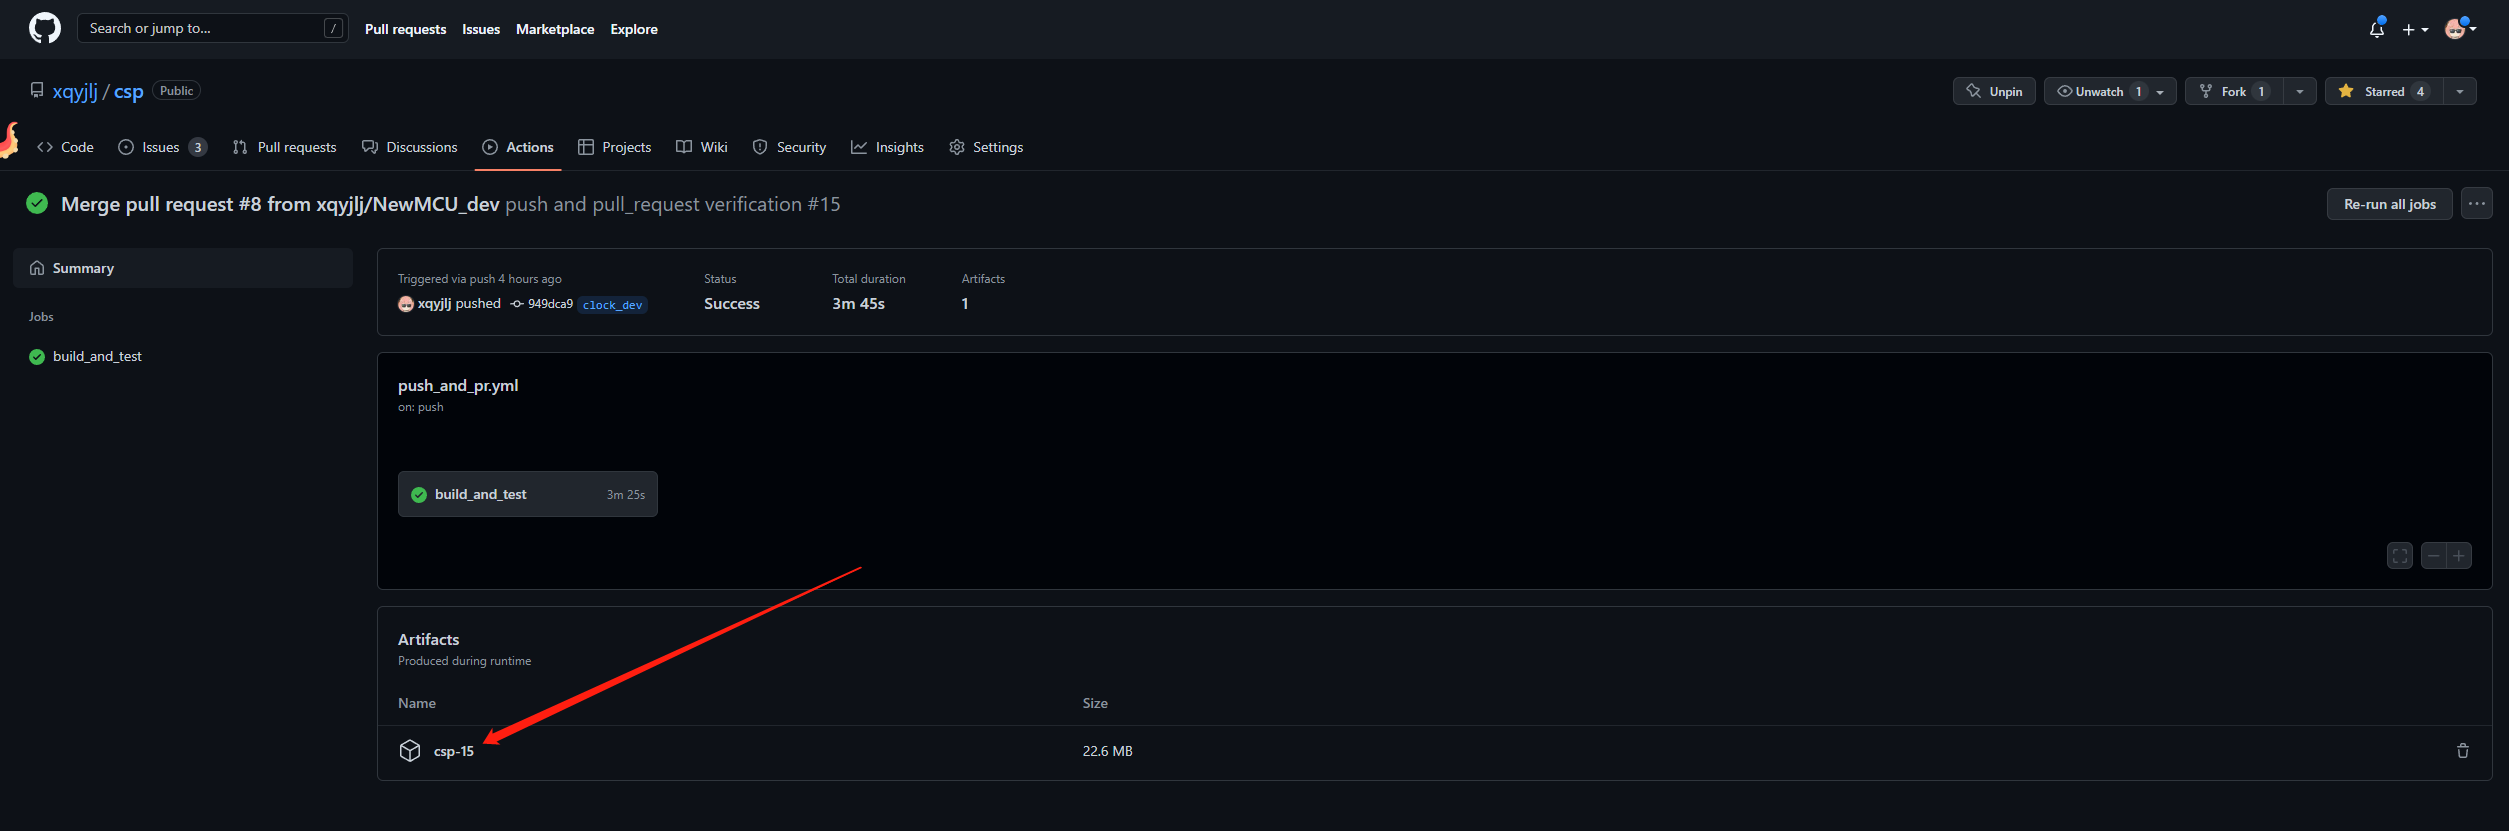 Search or jump to... /
Pull requests Issues Marketplace Explore
xqyjlj / csp Public
Unpin Unwatch 1 Fork 1 Starred 4
Code Issues 3 Pull requests Discussions Actions Projects Wiki Security Insights Settings
Merge pull request #8 from xqyjlj/NewMCU_dev push and pull_request verification #15
Re-run all jobs ...
Summary
Jobs
build_and_test
Triggered via push 4 hours ago
xqyjlj pushed 949dca9 clock_dev
Status
Success
Total duration
3m 45s
Artifacts
1
push_and_pr.yml
on: push
build_and_test 3m 25s
Artifacts
Produced during runtime
Name Size
csp-15 22.6 MB